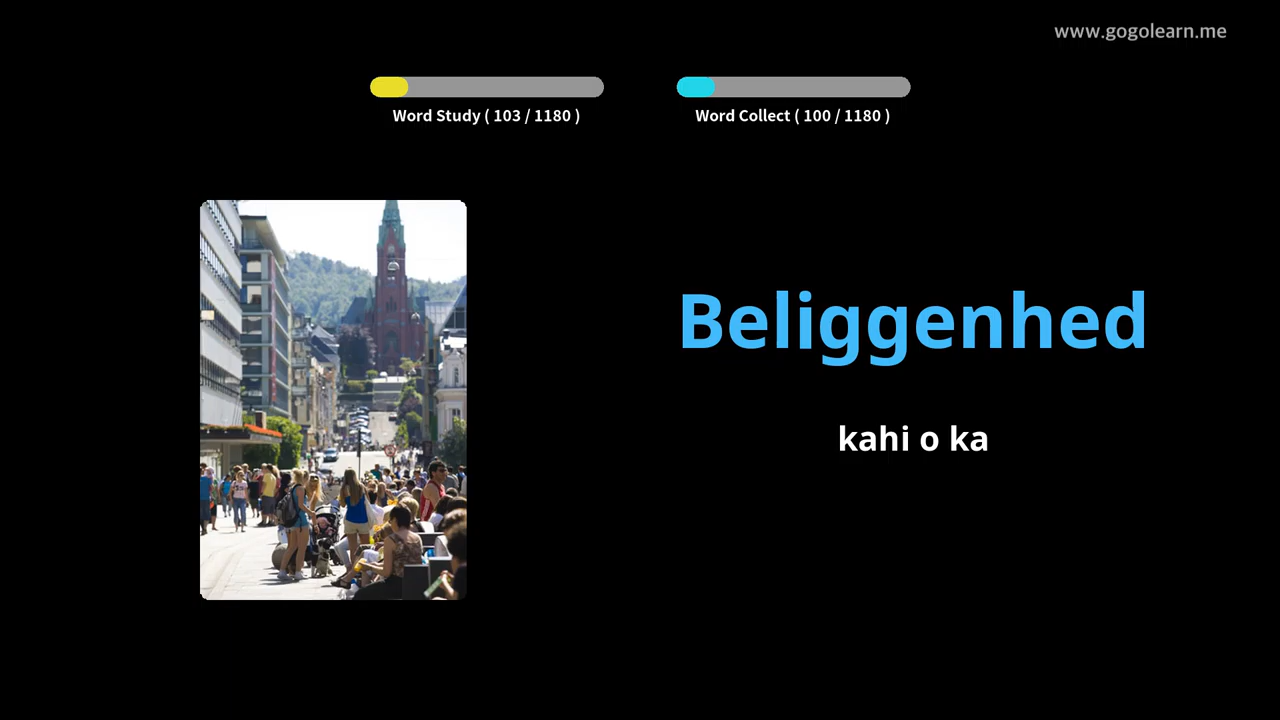 www.gogolearn.me
Word Study ( 103 / 1180 )
Word Collect ( 100 / 1180 )
Beliggenhed
kahi o ka